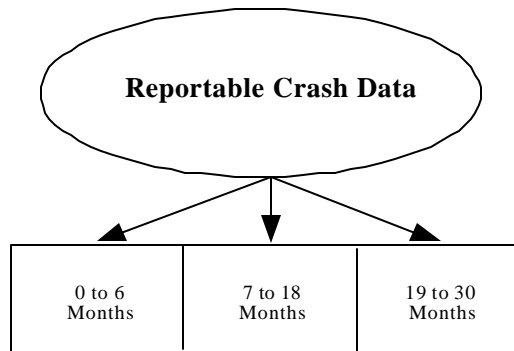 Reportable Crash Data
0 to 6
Months
7 to 18
Months
19 to 30
Months